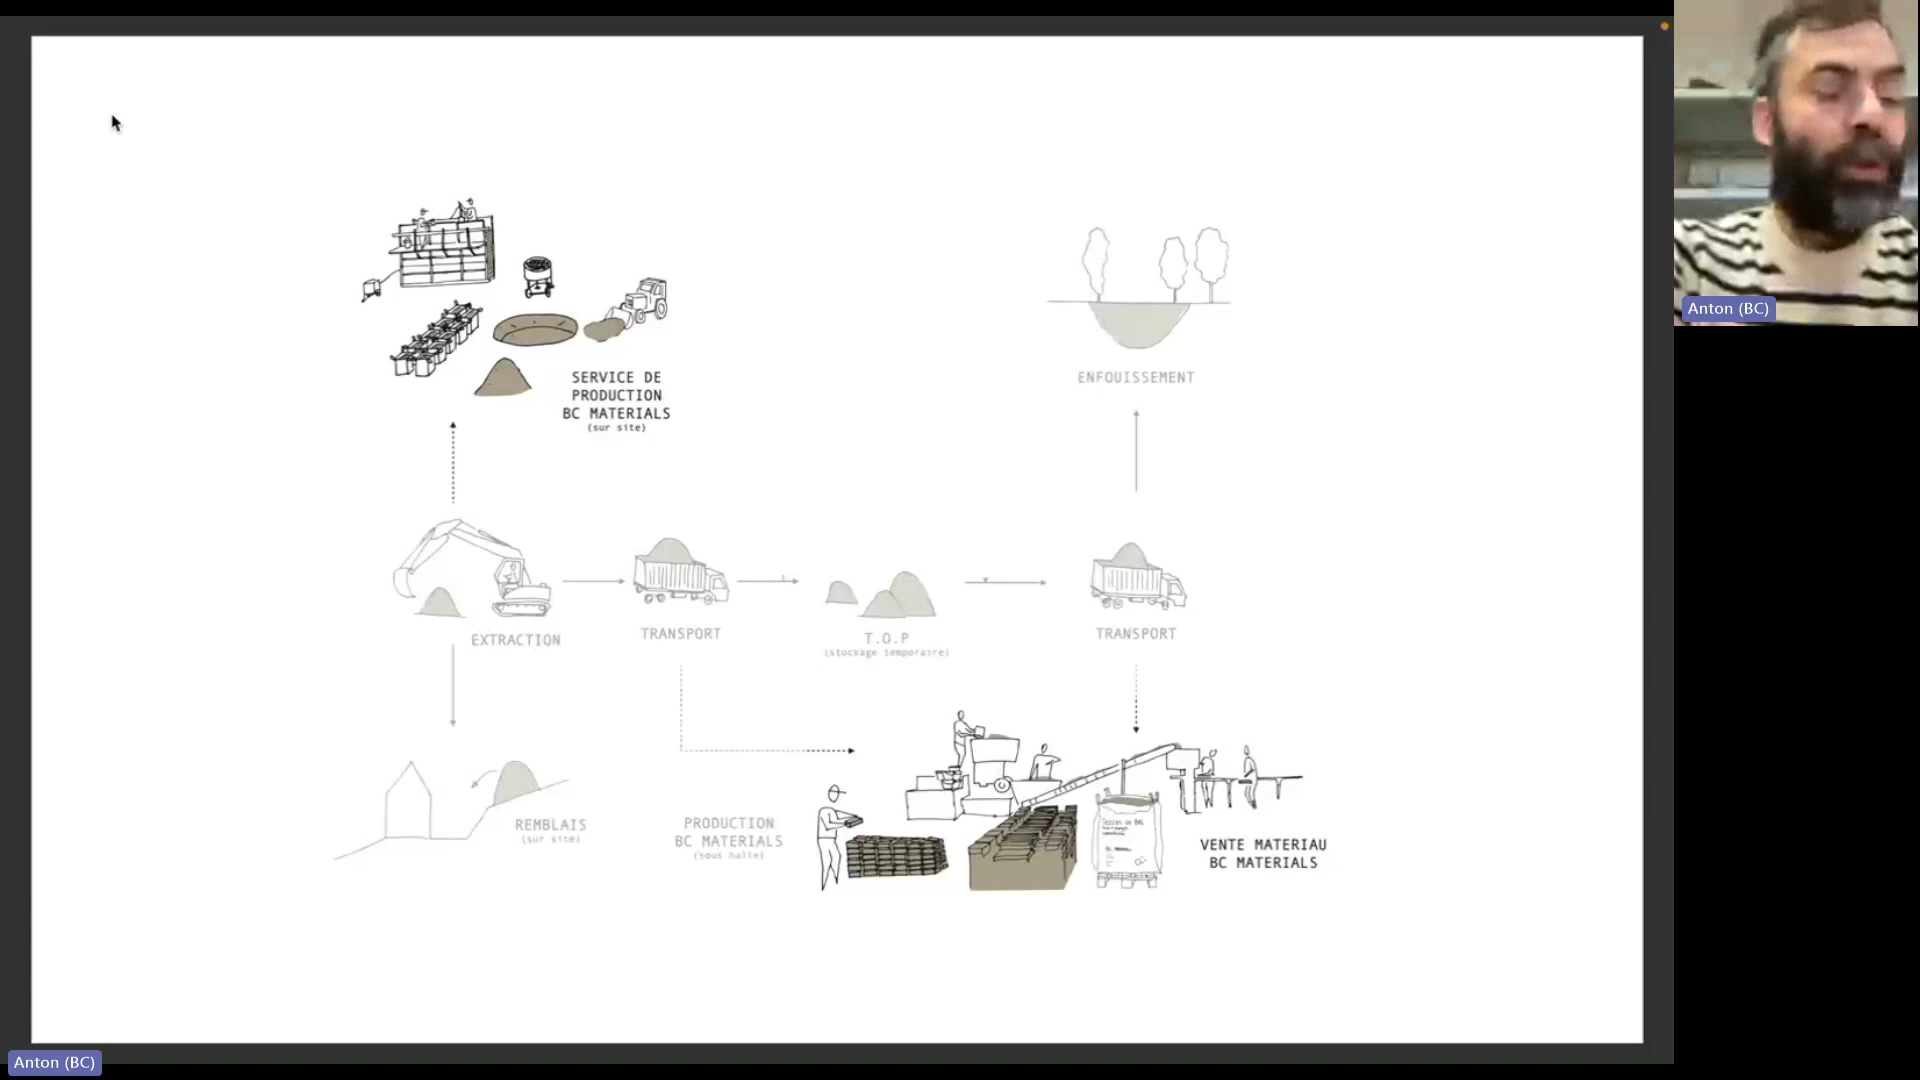 SERVICE DE
PRODUCTION
BC MATERIALS
(sur site)
ENFOUISSEMENT
EXTRACTION
TRANSPORT
T.O.P
(stockage temporaire)
TRANSPORT
REMBLAIS
(sur site)
PRODUCTION
BC MATERIALS
(sous halle)
VENTE MATERIAU
BC MATERIALS
Anton (BC)
Anton (BC)